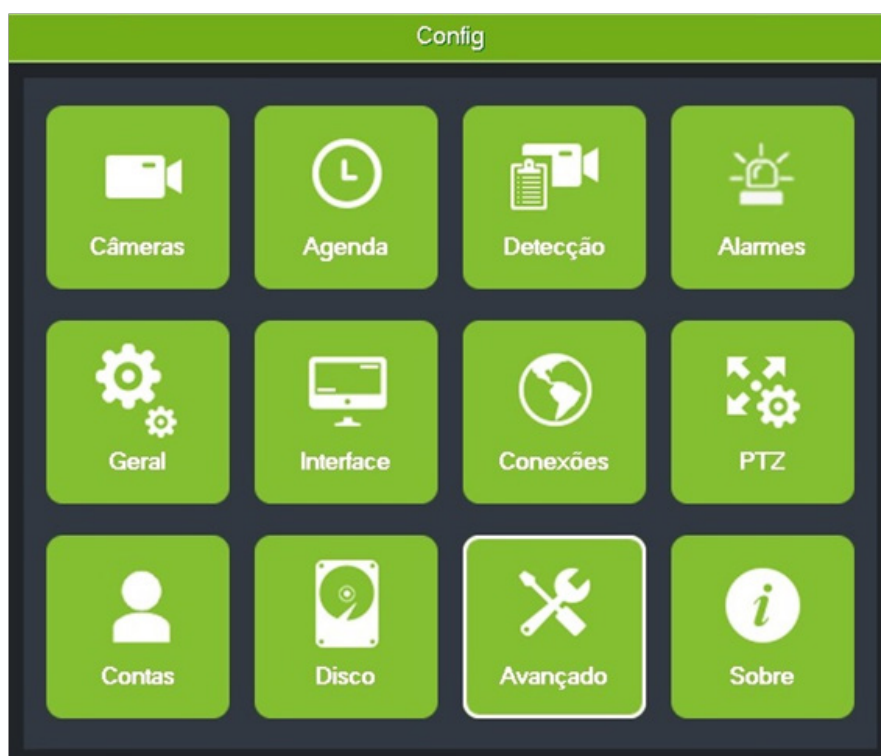 Config
Câmeras
Agenda
Detecção
Alarmes
Geral
Interface
Conexões
PTZ
Contas
Disco
Avançado
Sobre